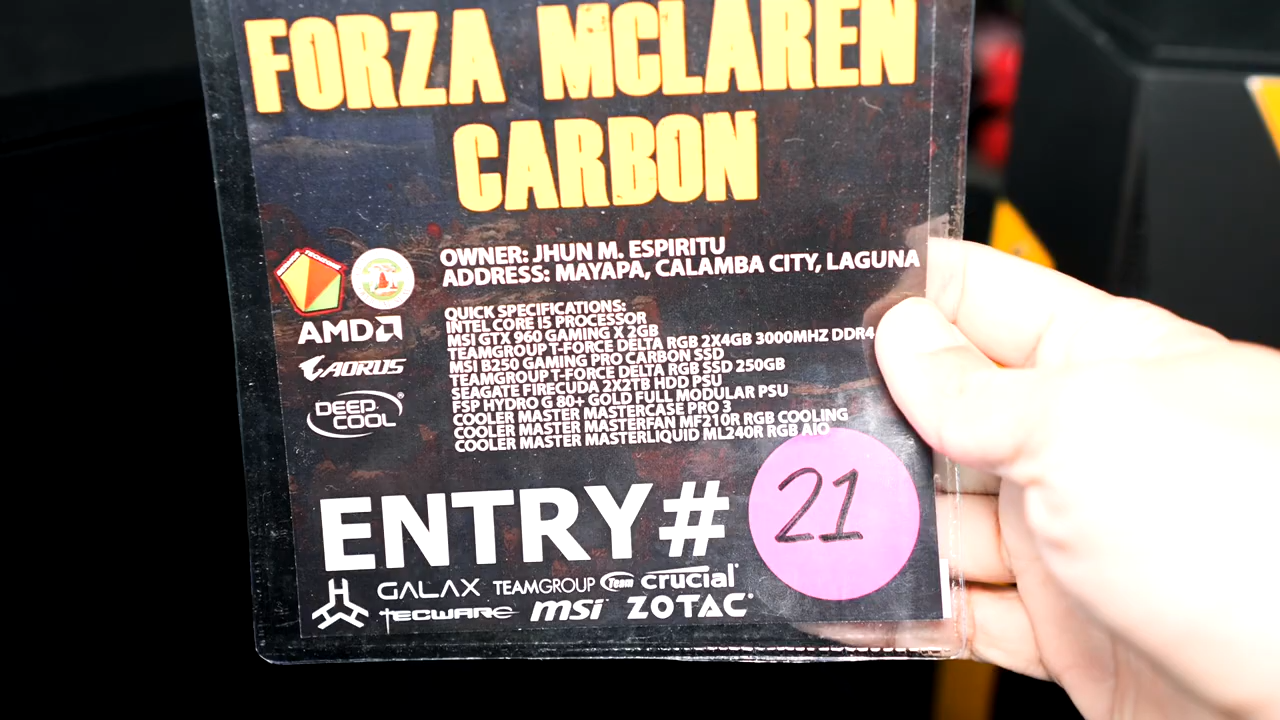 FORZA MCLAREN
CARBON
OWNER: JHUN M. ESPIRITU
ADDRESS: MAYAPA, CALAMBA CITY, LAGUNA
QUICK SPECIFICATIONS:
INTEL CORE I5 PROCESSOR
MSI GTX 960 GAMING X 2GB
TEAMGROUP T-FORCE DELTA RGB 2X4GB 3000MHZ DDR4
MSI B250 GAMING PRO CARBON SSD
TEAMGROUP T-FORCE DELTA RGB SSD 250GB
SEAGATE FIRECUDA 2X2TB HDD PSU
FSP HYDRO G 80+ GOLD FULL MODULAR PSU
COOLER MASTER MASTERCASE PRO 3
COOLER MASTER MASTERFAN MF210R RGB COOLING
COOLER MASTER MASTERLIQUID ML240R RGB AIO
AMD
AORUS
DEEP COOL
ENTRY# 21
GALAX TEAMGROUP Team crucial
TECWARE msi ZOTAC